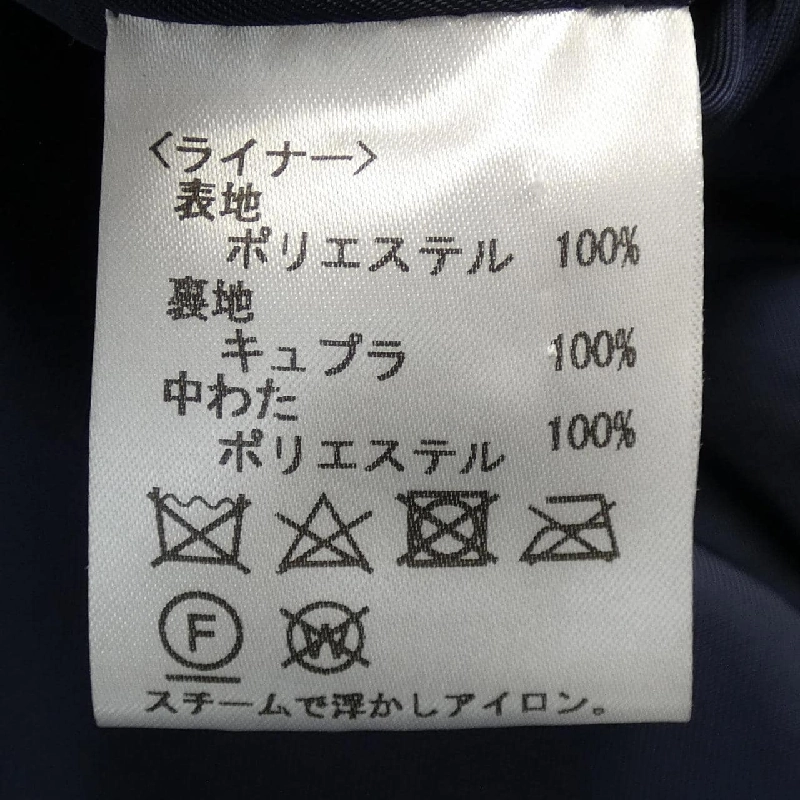 <ライナー>
表地
ポリエステル 100%
裏地
キュプラ 100%
中わた
ポリエステル 100%
F W
スチームで浮かしアイロン。